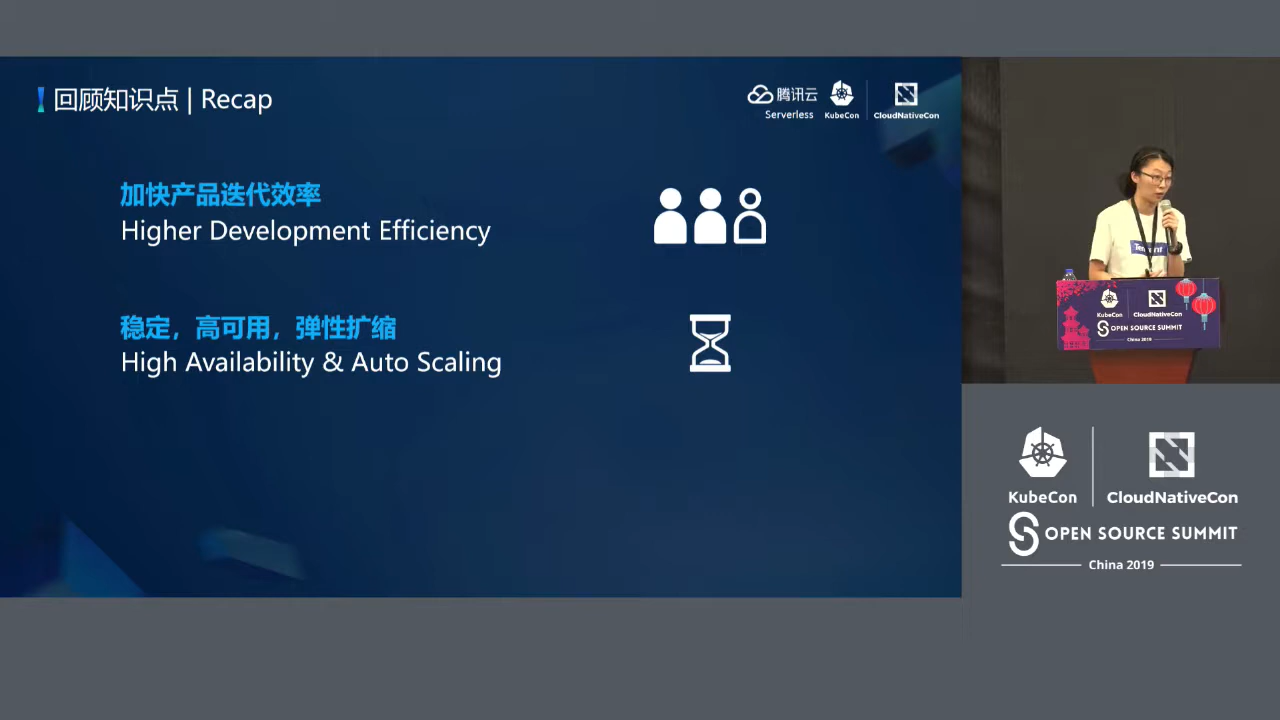 回顾知识点 | Recap
腾讯云
Serverless
KubeCon
CloudNativeCon
加快产品迭代效率
Higher Development Efficiency
稳定，高可用，弹性扩缩
High Availability & Auto Scaling
Tencent
KubeCon
CloudNativeCon
OPEN SOURCE SUMMIT
China 2019
KubeCon
CloudNativeCon
OPEN SOURCE SUMMIT
China 2019